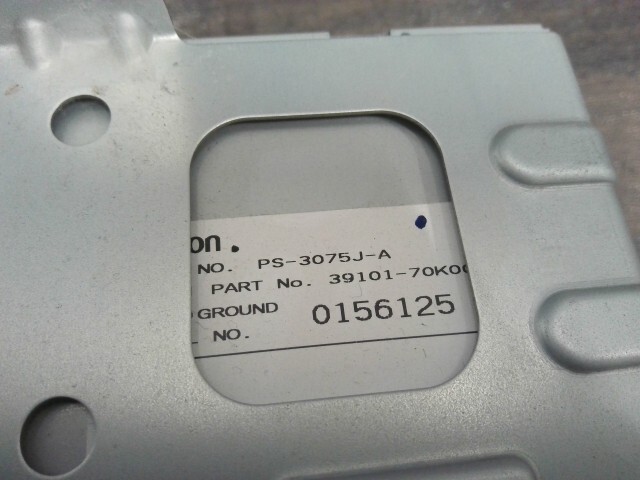 on.
NO. PS-3075J-A
PART No. 39101-70K0
GROUND 0156125
NO.